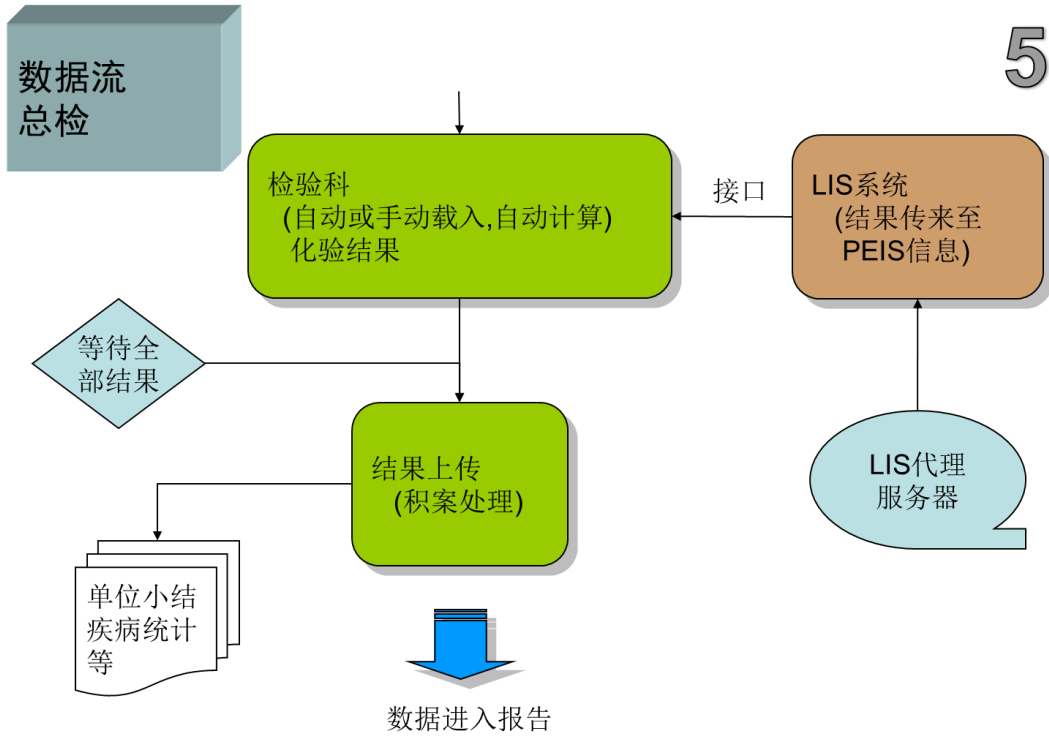 数据流
总检
5
检验科
(自动或手动载入,自动计算)
化验结果
接口
LIS系统
(结果传来至
PEIS信息)
等待全
部结果
结果上传
(积案处理)
LIS代理
服务器
单位小结
疾病统计
等
数据进入报告